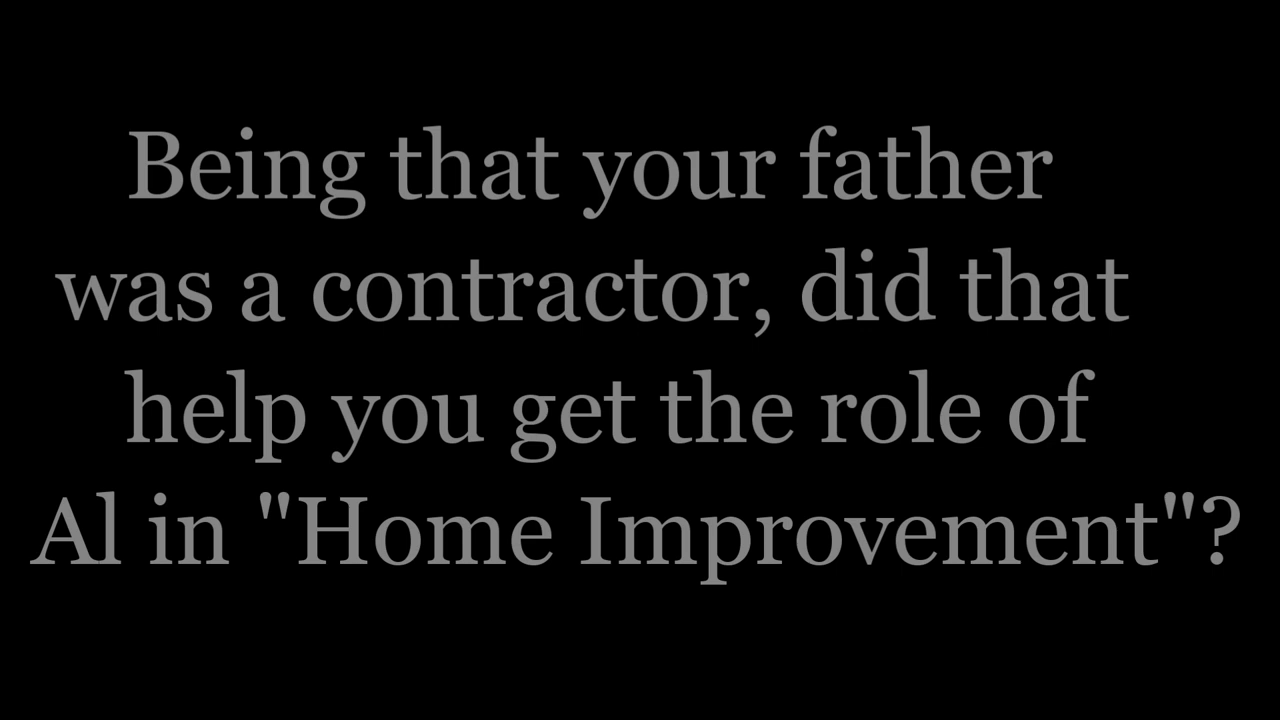 Being that your father
was a contractor, did that
help you get the role of
Al in "Home Improvement"?